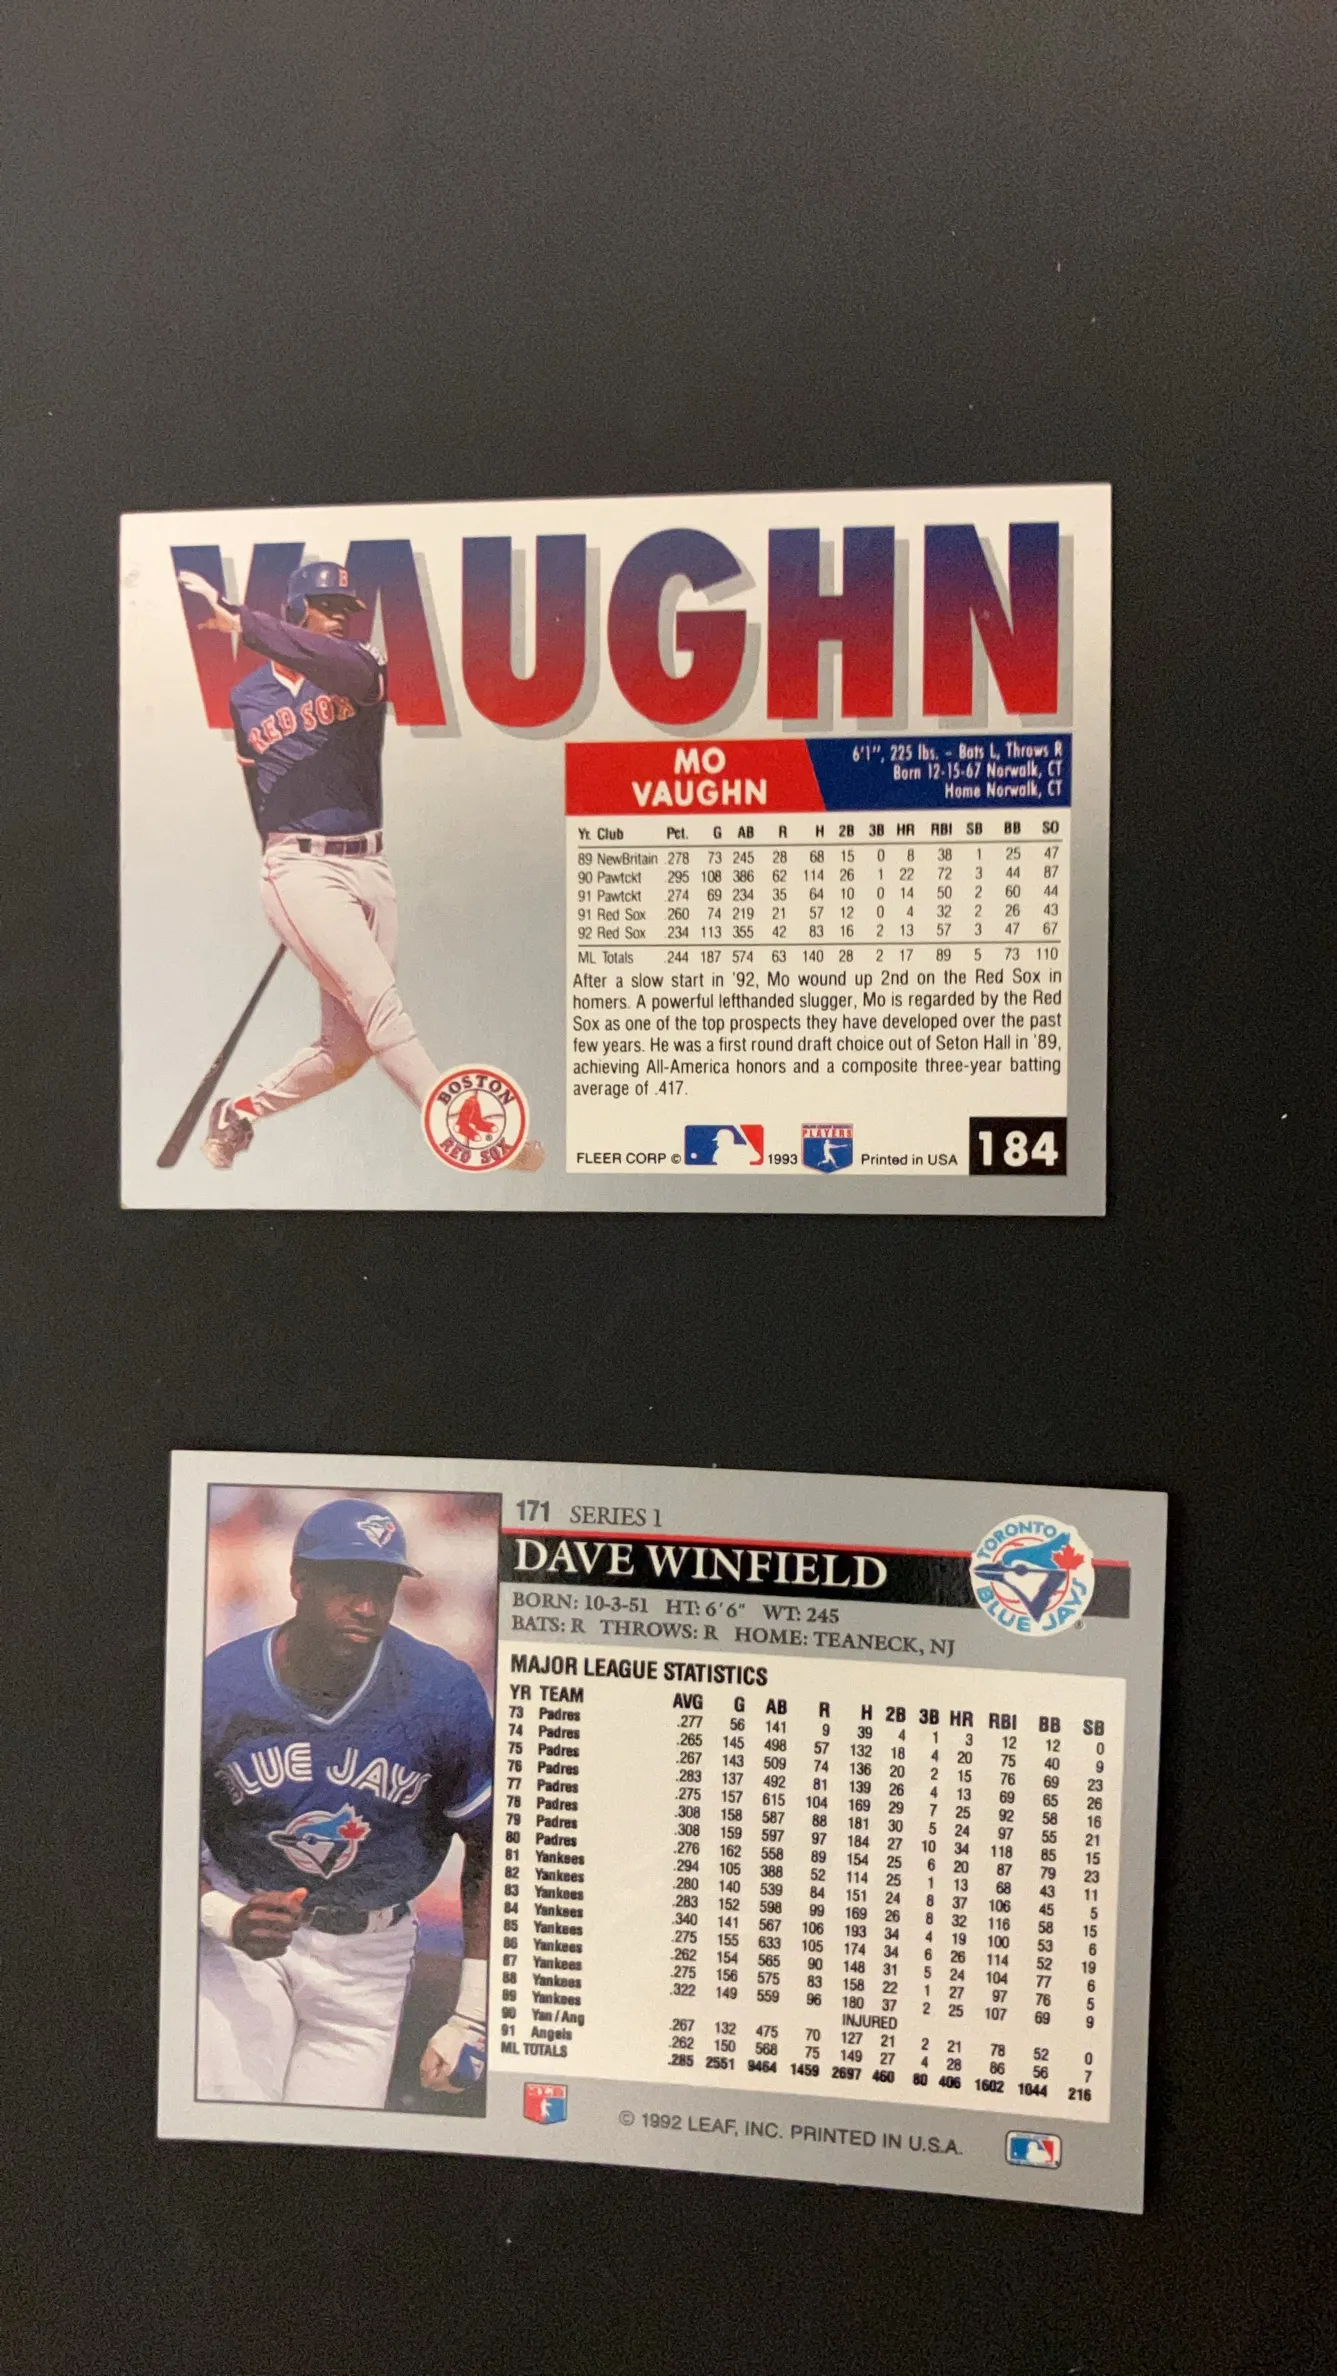 VAUGHN
B
RED SOX
MO
VAUGHN
6'1", 225 lbs. – Bats L, Throws R
Born 12-15-67 Norwalk, CT
Home Norwalk, CT
Yr. Club Pct. G AB R H 2B 3B HR RBI SB BB SO
89 NewBritain .278 73 245 28 68 15 0 8 38 1 25 47
90 Pawtckt .295 108 386 62 114 26 1 22 72 3 44 87
91 Pawtckt .274 69 234 35 64 10 0 14 50 2 60 44
91 Red Sox .260 74 219 21 57 12 0 4 32 2 26 43
92 Red Sox .234 113 355 42 83 16 2 13 57 3 47 67
ML Totals .244 187 574 63 140 28 2 17 89 5 73 110
After a slow start in '92, Mo wound up 2nd on the Red Sox in
homers. A powerful lefthanded slugger, Mo is regarded by the Red
Sox as one of the top prospects they have developed over the past
few years. He was a first round draft choice out of Seton Hall in '89,
achieving All-America honors and a composite three-year batting
average of .417.
BOSTON
RED SOX
FLEER CORP © 1993 PLAYERS Printed in USA 184
171 SERIES 1
DAVE WINFIELD
TORONTO
BLUE JAYS
BORN: 10-3-51 HT: 6'6" WT: 245
BATS: R THROWS: R HOME: TEANECK, NJ
BLUE JAYS
MAJOR LEAGUE STATISTICS
YR TEAM AVG G AB R H 2B 3B HR RBI BB SB
73 Padres .277 56 141 9 39 4 1 3 12 12 0
74 Padres .265 145 498 57 132 18 4 20 75 40 9
75 Padres .267 143 509 74 136 20 2 15 76 69 23
76 Padres .283 137 492 81 139 26 4 13 69 65 26
77 Padres .275 157 615 104 169 29 7 25 92 58 16
78 Padres .308 158 587 88 181 30 5 24 97 55 21
79 Padres .308 159 597 97 184 27 10 34 118 85 15
80 Padres .276 162 558 89 154 25 6 20 87 79 23
81 Yankees .294 105 388 52 114 25 1 13 68 43 11
82 Yankees .280 140 539 84 151 24 8 37 106 45 5
83 Yankees .283 152 598 99 169 26 8 32 116 58 15
84 Yankees .340 141 567 106 193 34 4 19 100 53 6
85 Yankees .275 155 633 105 174 34 6 26 114 52 19
86 Yankees .262 154 565 90 148 31 5 24 104 77 6
87 Yankees .275 156 575 83 158 22 1 27 97 76 5
88 Yankees .322 149 559 96 180 37 2 25 107 69 9
89 Yankees INJURED
90 Yan/Ang .267 132 475 70 127 21 2 21 78 52 0
91 Angels .262 150 568 75 149 27 4 28 86 56 7
ML TOTALS .285 2551 9464 1459 2697 460 80 406 1602 1044 216
© 1992 LEAF, INC. PRINTED IN U.S.A.